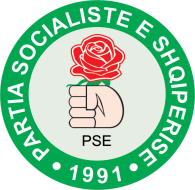 PARTIA SOCIALISTE E SHQIPERISE
PSE
• 1991 •